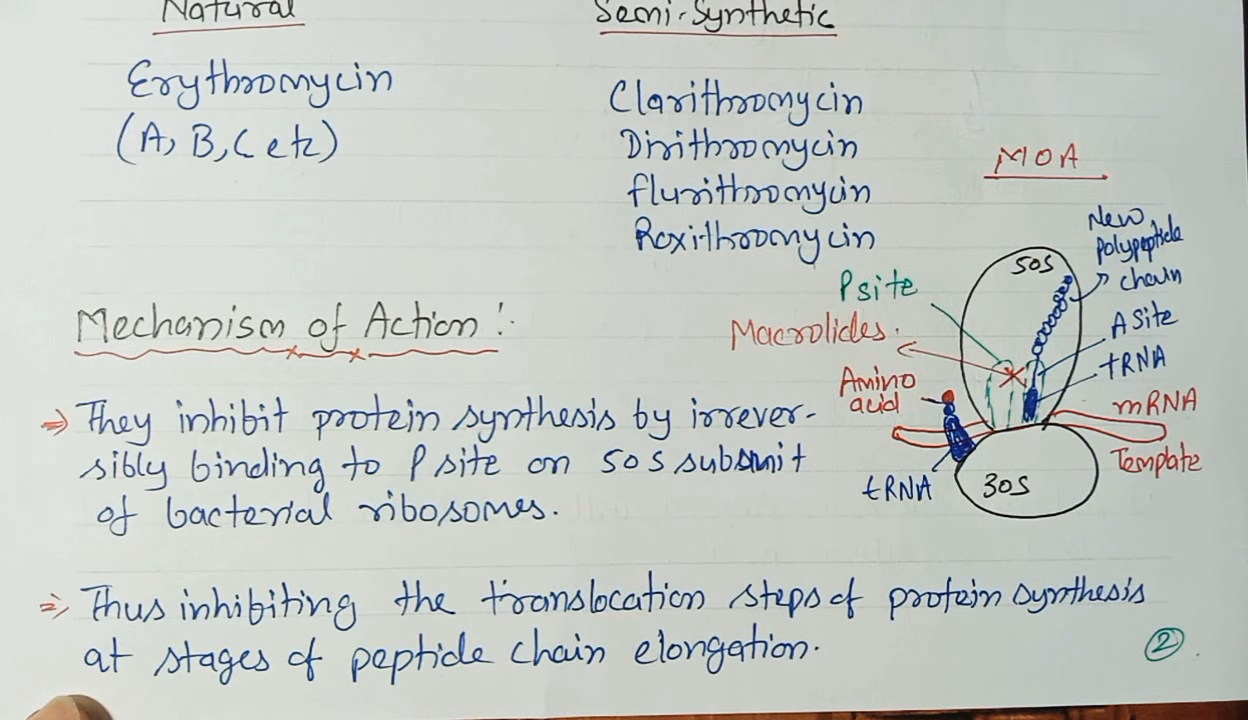 Natural
Semi-Synthetic
Erythromycin
(A, B, C etc)
Clarithromycin
Dirithromycin
flurithromycin
Roxithromycin
MOA
New
polypeptide
chain
50S
P site
A Site
Macrolides.
tRNA
Amino
acid
mRNA
Template
tRNA
30S
Mechanism of Action :
⇒ They inhibit protein synthesis by irrever-
sibly binding to P site on 50S subunit
of bacterial ribosomes.
⇒ Thus inhibiting the translocation steps of protein synthesis
at stages of peptide chain elongation.
2